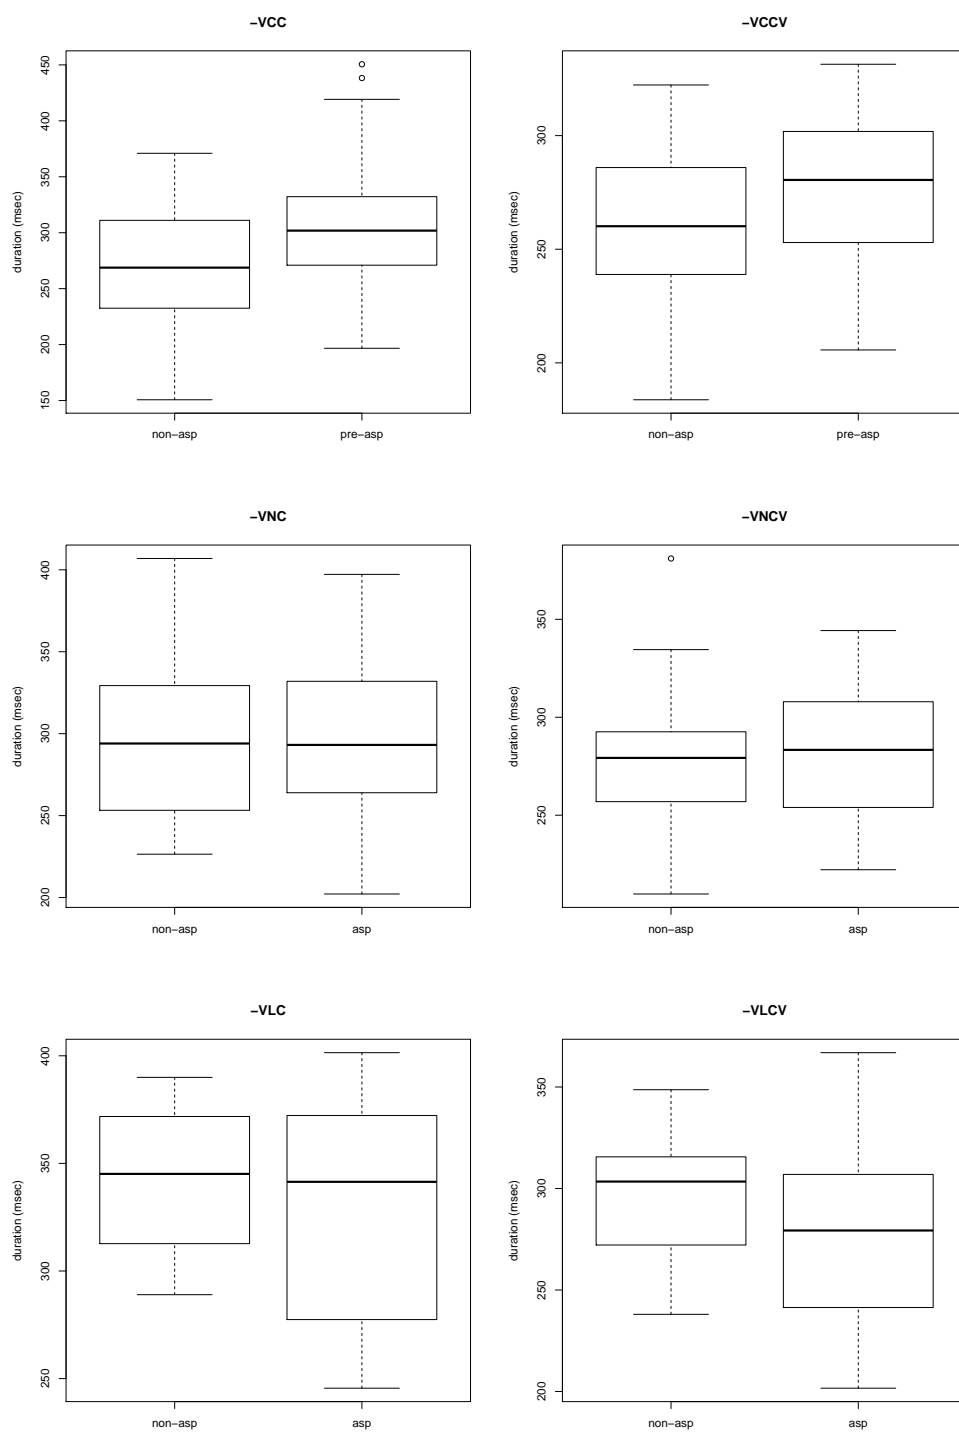 −VCC
duration (msec)
450
400
350
300
250
200
150
non−asp
pre−asp
−VCCV
duration (msec)
300
250
200
non−asp
pre−asp
−VNC
duration (msec)
400
350
300
250
200
non−asp
asp
−VNCV
duration (msec)
350
300
250
non−asp
asp
−VLC
duration (msec)
400
350
300
250
non−asp
asp
−VLCV
duration (msec)
350
300
250
200
non−asp
asp